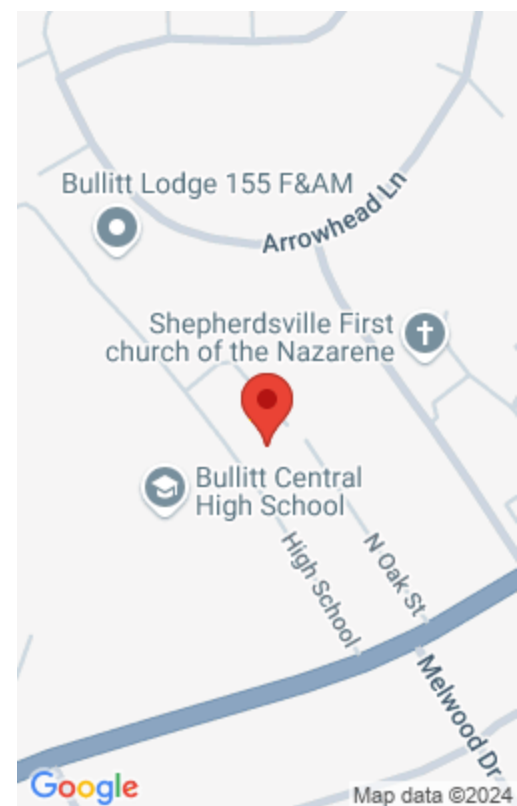 Bullitt Lodge 155 F&AM
Arrowhead Ln
Shepherdsville First
church of the Nazarene
Bullitt Central
High School
High School
N Oak St
Melwood Dr
Google
Map data ©2024